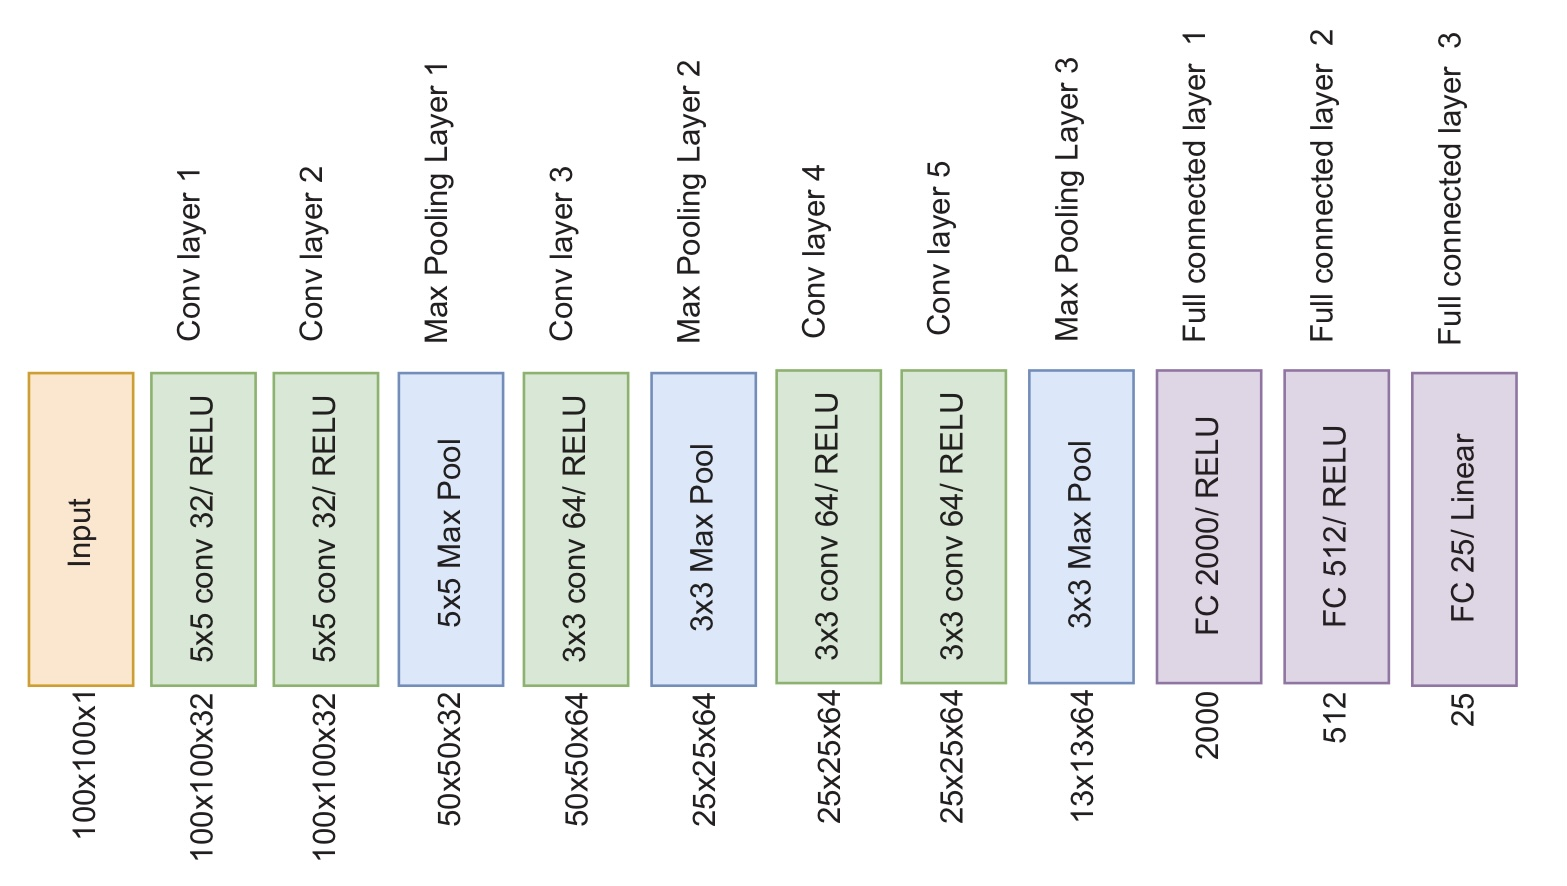 Conv layer 1
Conv layer 2
Max Pooling Layer 1
Conv layer 3
Max Pooling Layer 2
Conv layer 4
Conv layer 5
Max Pooling Layer 3
Full connected layer 1
Full connected layer 2
Full connected layer 3
Input
5x5 conv 32/ RELU
5x5 conv 32/ RELU
5x5 Max Pool
3x3 conv 64/ RELU
3x3 Max Pool
3x3 conv 64/ RELU
3x3 conv 64/ RELU
3x3 Max Pool
FC 2000/ RELU
FC 512/ RELU
FC 25/ Linear
100x100x1
100x100x32
100x100x32
50x50x32
50x50x64
25x25x64
25x25x64
25x25x64
13x13x64
2000
512
25